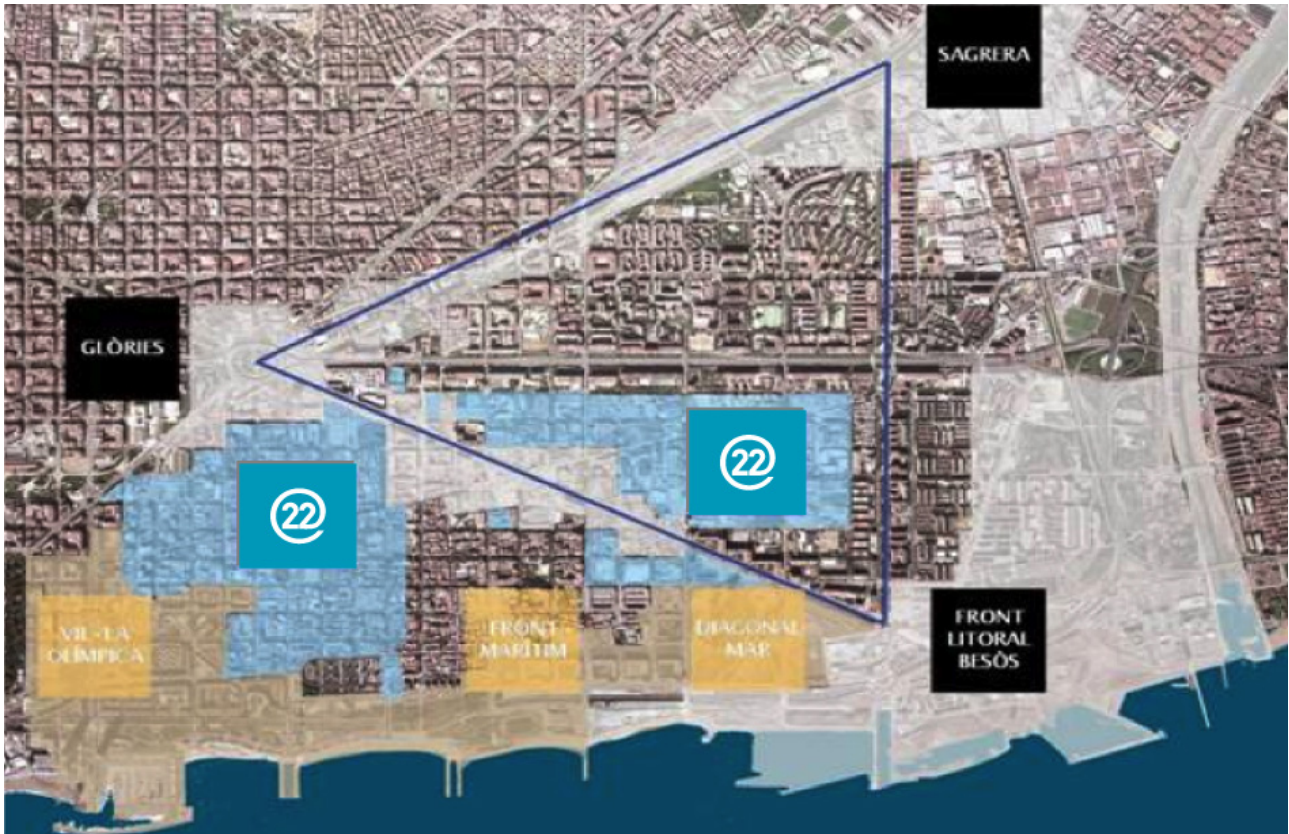 SAGRERA
GLÒRIES
22@
22@
VIL·LA
OLÍMPICA
FRONT
MARÍTIM
DIAGONAL
MAR
FRONT
LITORAL
BESÒS